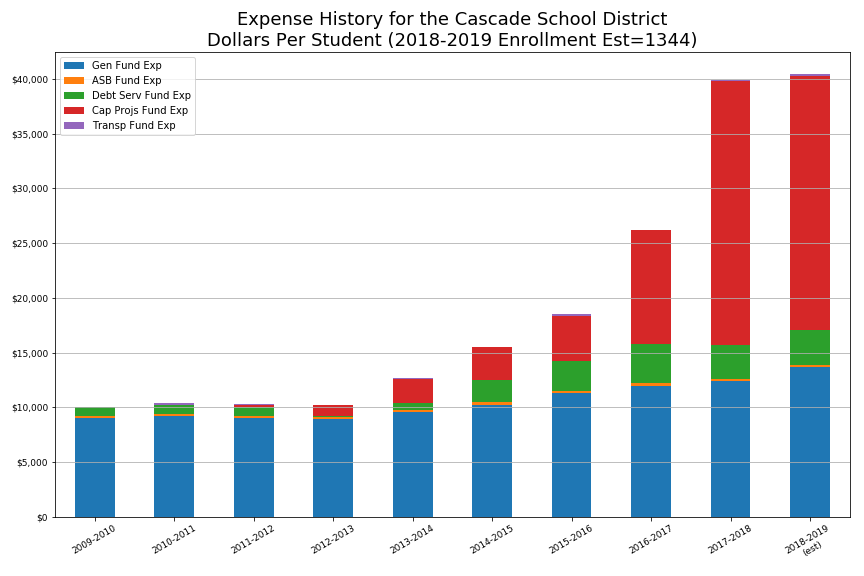 Expense History for the Cascade School District
Dollars Per Student (2018-2019 Enrollment Est=1344)
Gen Fund Exp
ASB Fund Exp
Debt Serv Fund Exp
Cap Projs Fund Exp
Transp Fund Exp
$40,000
$35,000
$30,000
$25,000
$20,000
$15,000
$10,000
$5,000
$0
2009-2010
2010-2011
2011-2012
2012-2013
2013-2014
2014-2015
2015-2016
2016-2017
2017-2018
2018-2019
(est)